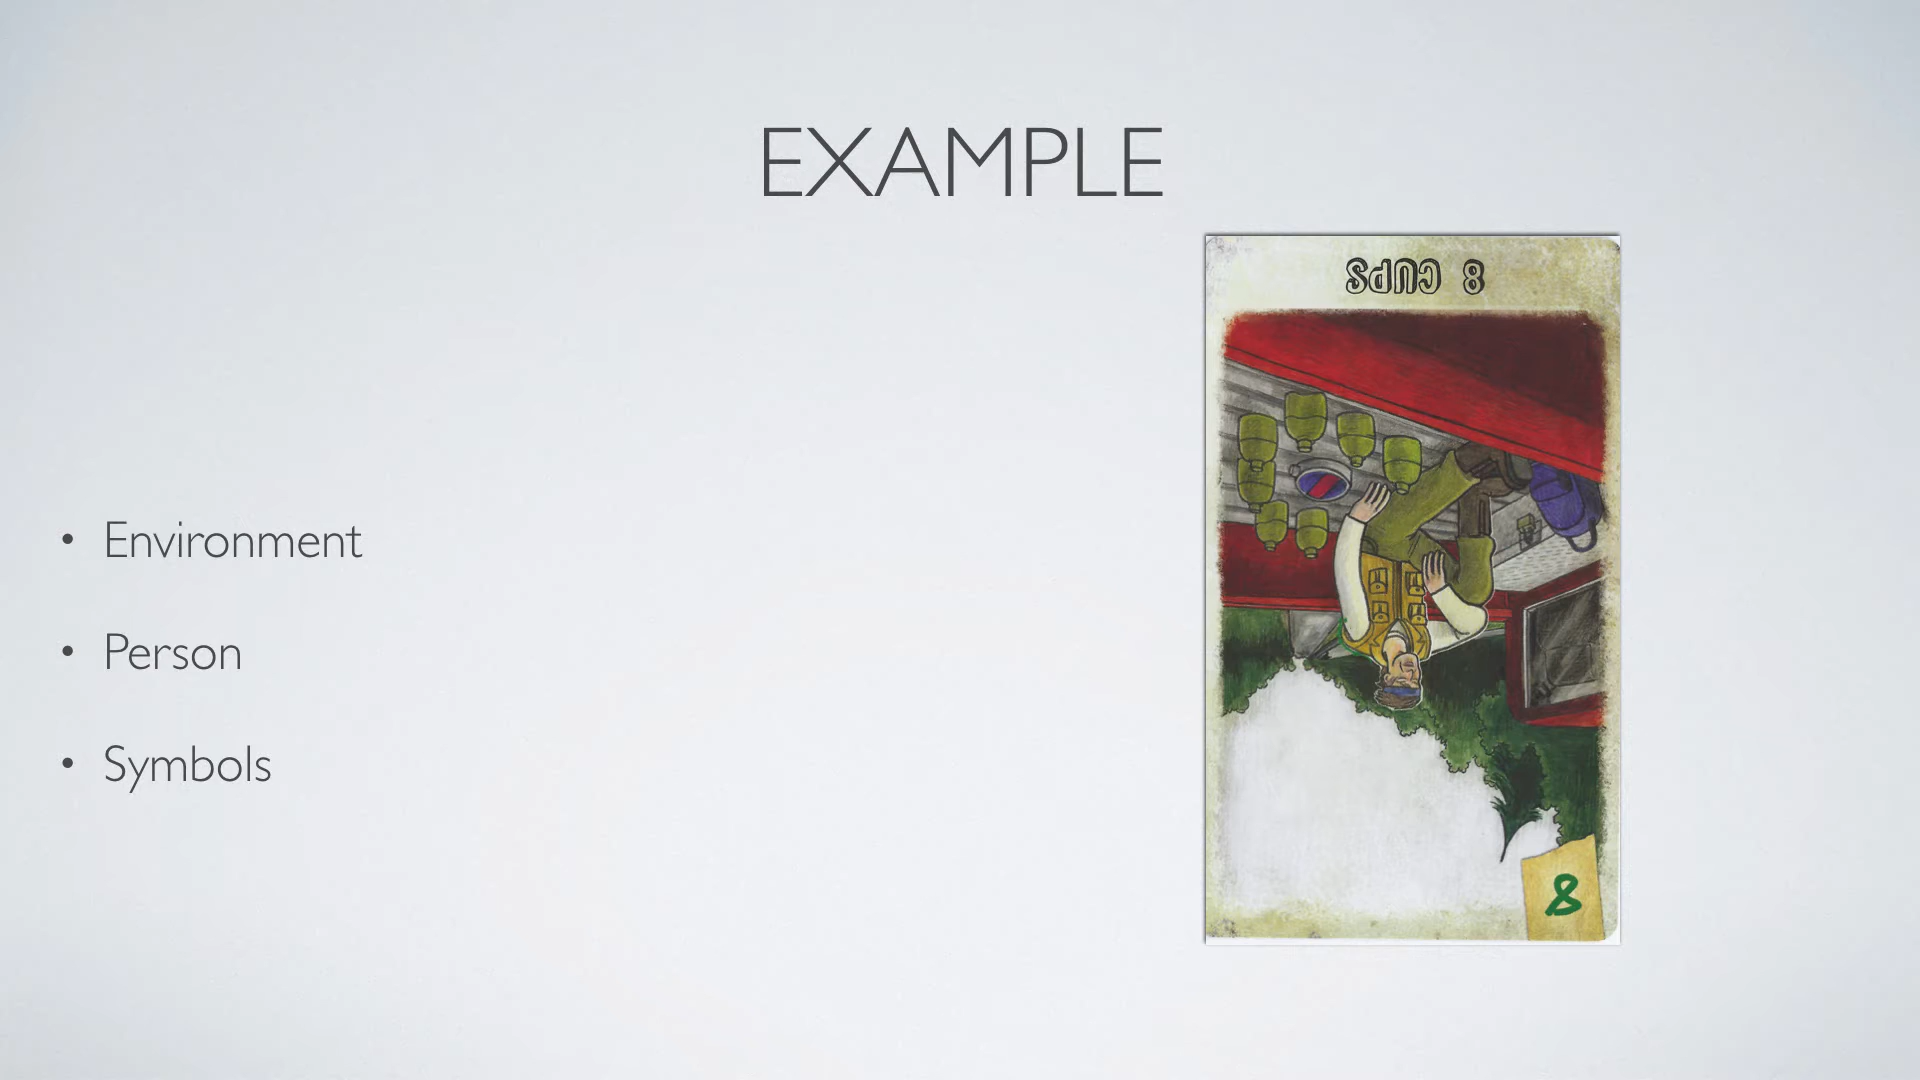 EXAMPLE
8 CUPS
• Environment
• Person
• Symbols
8